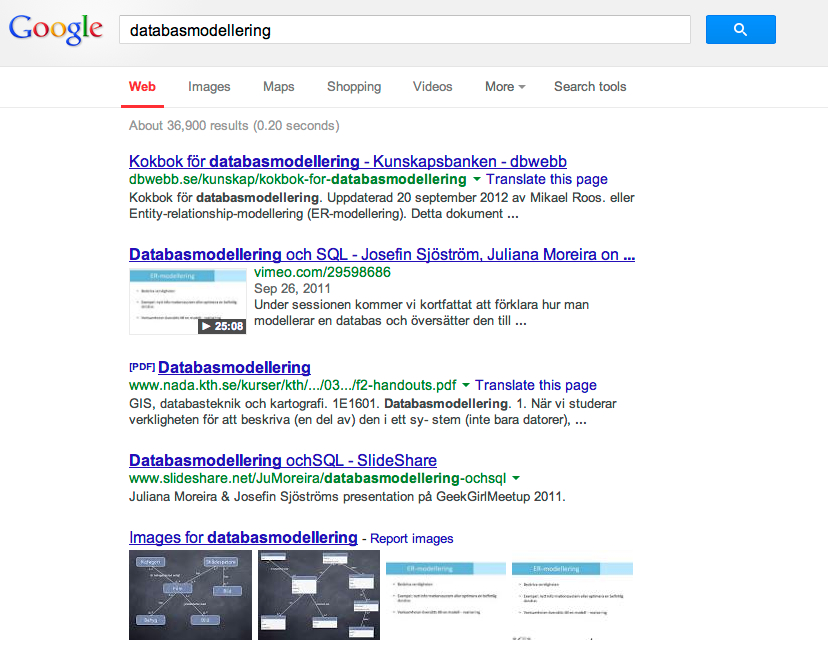 Google databasmodellering
Web Images Maps Shopping Videos More Search tools
About 36,900 results (0.20 seconds)
Kokbok för databasmodellering - Kunskapsbanken - dbwebb
dbwebb.se/kunskap/kokbok-for-databasmodellering Translate this page
Kokbok för databasmodellering. Uppdaterad 20 september 2012 av Mikael Roos. eller
Entity-relationship-modellering (ER-modellering). Detta dokument ...
Databasmodellering och SQL - Josefin Sjöström, Juliana Moreira on ...
ER-modellering
25:08
vimeo.com/29598686
Sep 26, 2011
Under sessionen kommer vi kortfattat att förklara hur man
modellerar en databas och översätter den till ...
[PDF] Databasmodellering
www.nada.kth.se/kurser/kth/.../03.../f2-handouts.pdf Translate this page
GIS, databasteknik och kartografi. 1E1601. Databasmodellering. 1. När vi studerar
verkligheten för att beskriva (en del av) den i ett sy- stem (inte bara datorer), ...
Databasmodellering ochSQL - SlideShare
www.slideshare.net/JuMoreira/databasmodellering-ochsql
Juliana Moreira & Josefin Sjöströms presentation på GeekGirlMeetup 2011.
Images for databasmodellering - Report images
Kategori Skådespelare
Film Roll
Betyg
ER-modellering ER-modellering